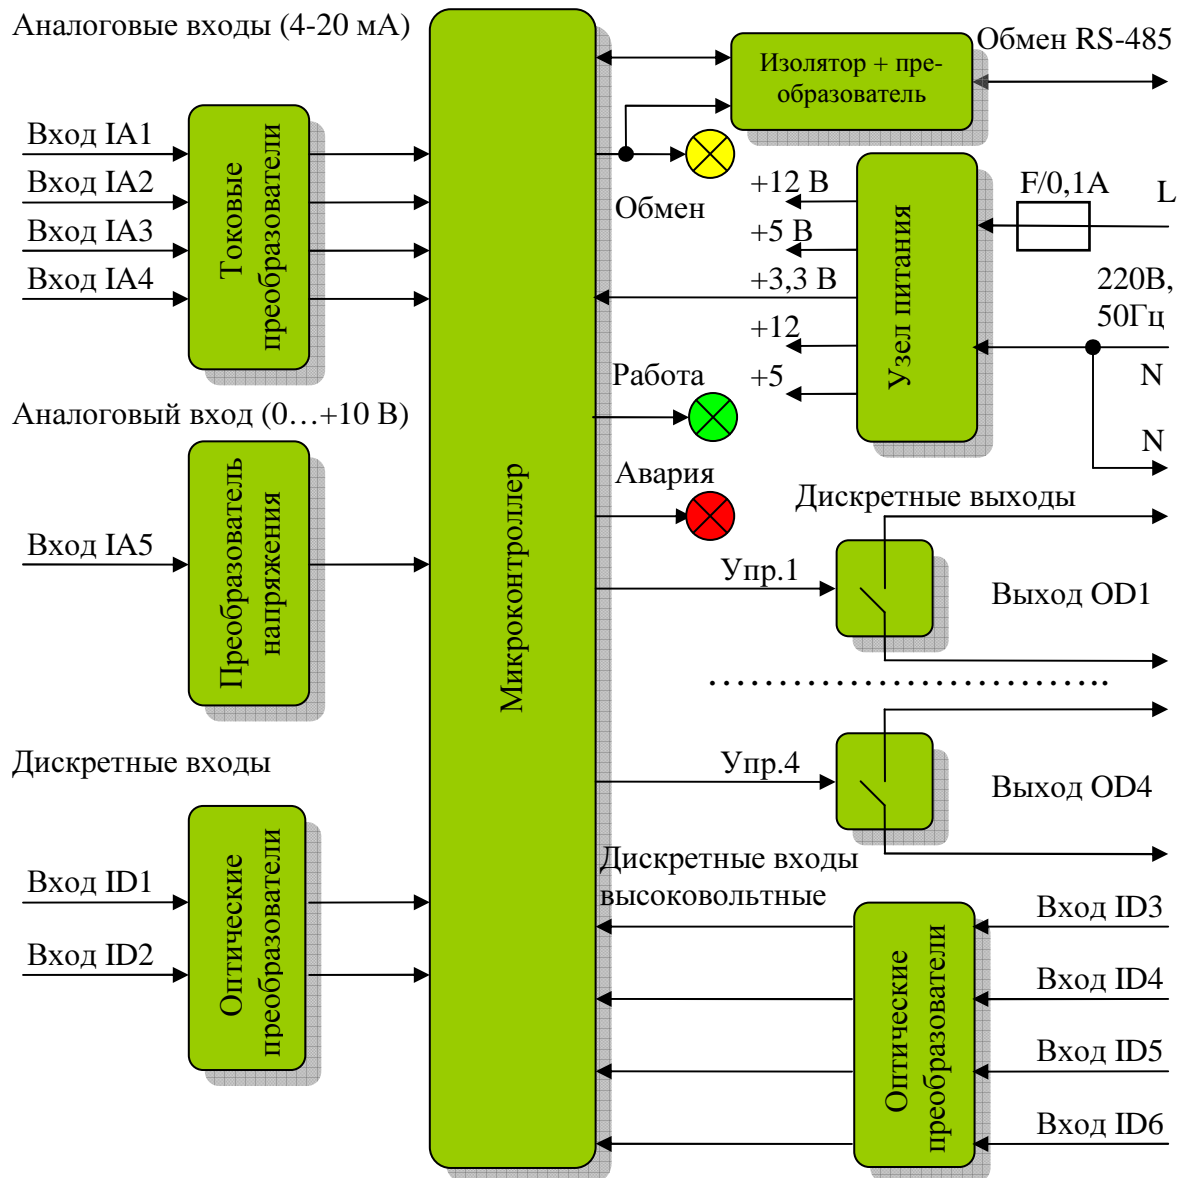 Аналоговые входы (4-20 мА)
Вход IA1
Вход IA2
Вход IA3
Вход IA4
Токовые
преобразователи
Аналоговый вход (0…+10 В)
Вход IA5
Преобразователь
напряжения
Дискретные входы
Вход ID1
Вход ID2
Оптические
преобразователи
Микроконтроллер
Изолятор + пре-
образователь
Обмен RS-485
Обмен
+12 В
+5 В
+3,3 В
+12
+5
Узел питания
F/0,1А
L
220В,
50Гц
N
N
Работа
Авария
Дискретные выходы
Упр.1
Выход OD1
Упр.4
Выход OD4
Дискретные входы
высоковольтные
Оптические
преобразователи
Вход ID3
Вход ID4
Вход ID5
Вход ID6